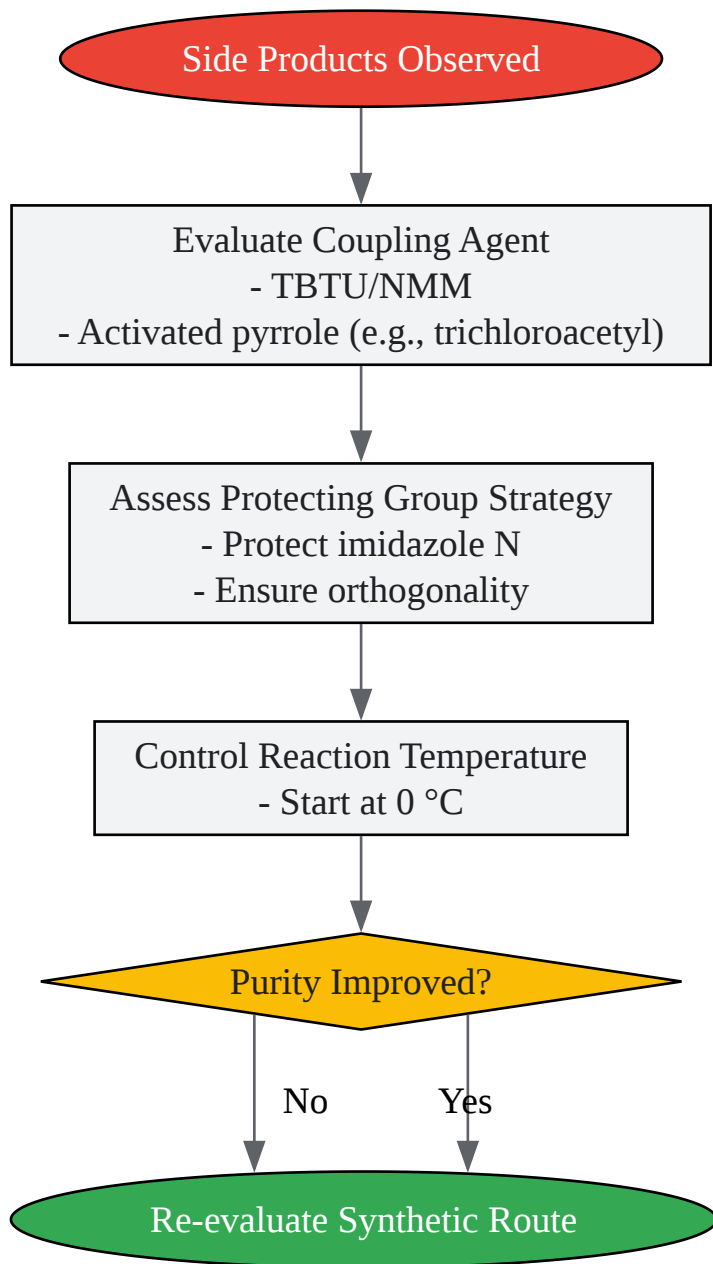 Side Products Observed
Evaluate Coupling Agent
- TBTU/NMM
- Activated pyrrole (e.g., trichloroacetyl)
Assess Protecting Group Strategy
- Protect imidazole N
- Ensure orthogonality
Control Reaction Temperature
- Start at 0 °C
Purity Improved?
No
Yes
Re-evaluate Synthetic Route